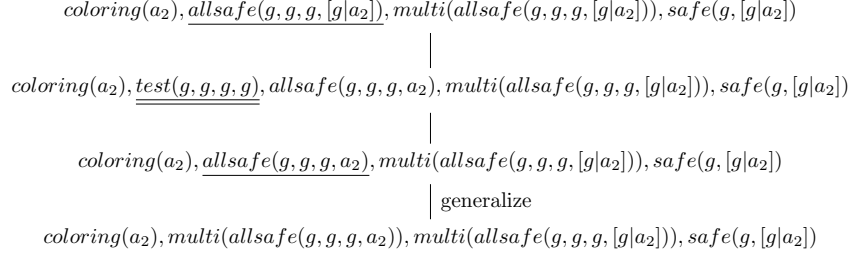 coloring(a₂), allsafe(g, g, g, [g|a₂]), multi(allsafe(g, g, g, [g|a₂])), safe(g, [g|a₂])
coloring(a₂), test(g, g, g, g), allsafe(g, g, g, a₂), multi(allsafe(g, g, g, [g|a₂])), safe(g, [g|a₂])
coloring(a₂), allsafe(g, g, g, a₂), multi(allsafe(g, g, g, [g|a₂])), safe(g, [g|a₂])
generalize
coloring(a₂), multi(allsafe(g, g, g, a₂)), multi(allsafe(g, g, g, [g|a₂])), safe(g, [g|a₂])